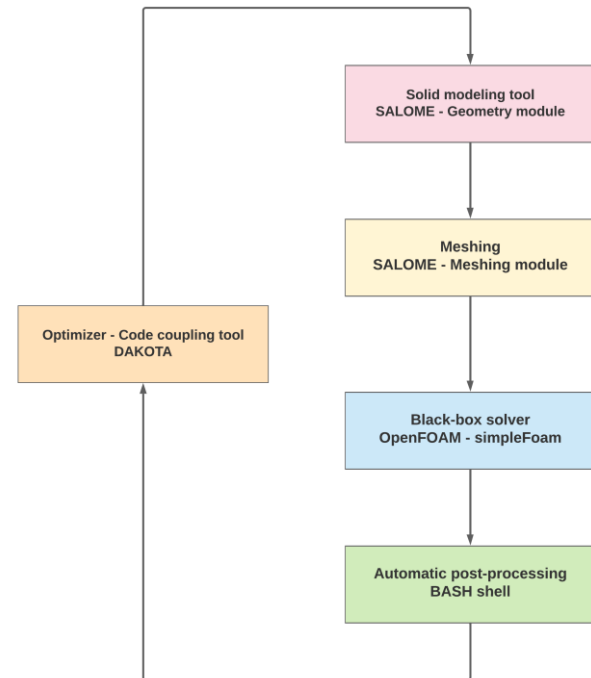 Solid modeling tool
SALOME - Geometry module
Meshing
SALOME - Meshing module
Optimizer - Code coupling tool
DAKOTA
Black-box solver
OpenFOAM - simpleFoam
Automatic post-processing
BASH shell